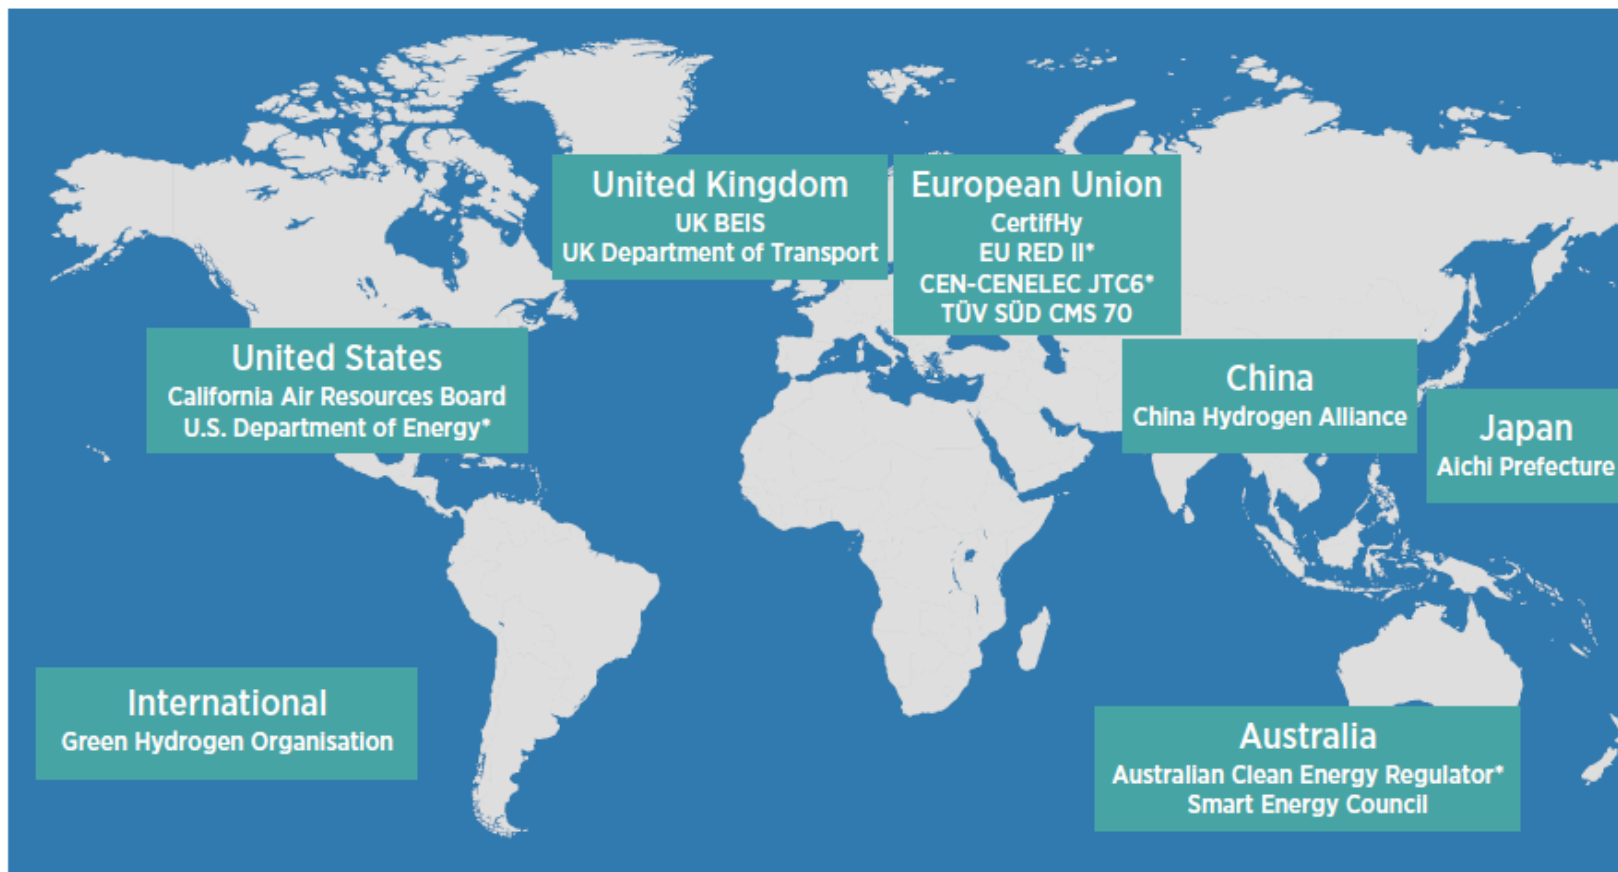 United Kingdom
UK BEIS
UK Department of Transport
European Union
CertifHy
EU RED II*
CEN-CENELEC JTC6*
TÜV SÜD CMS 70
United States
California Air Resources Board
U.S. Department of Energy*
China
China Hydrogen Alliance
Japan
Aichi Prefecture
International
Green Hydrogen Organisation
Australia
Australian Clean Energy Regulator*
Smart Energy Council